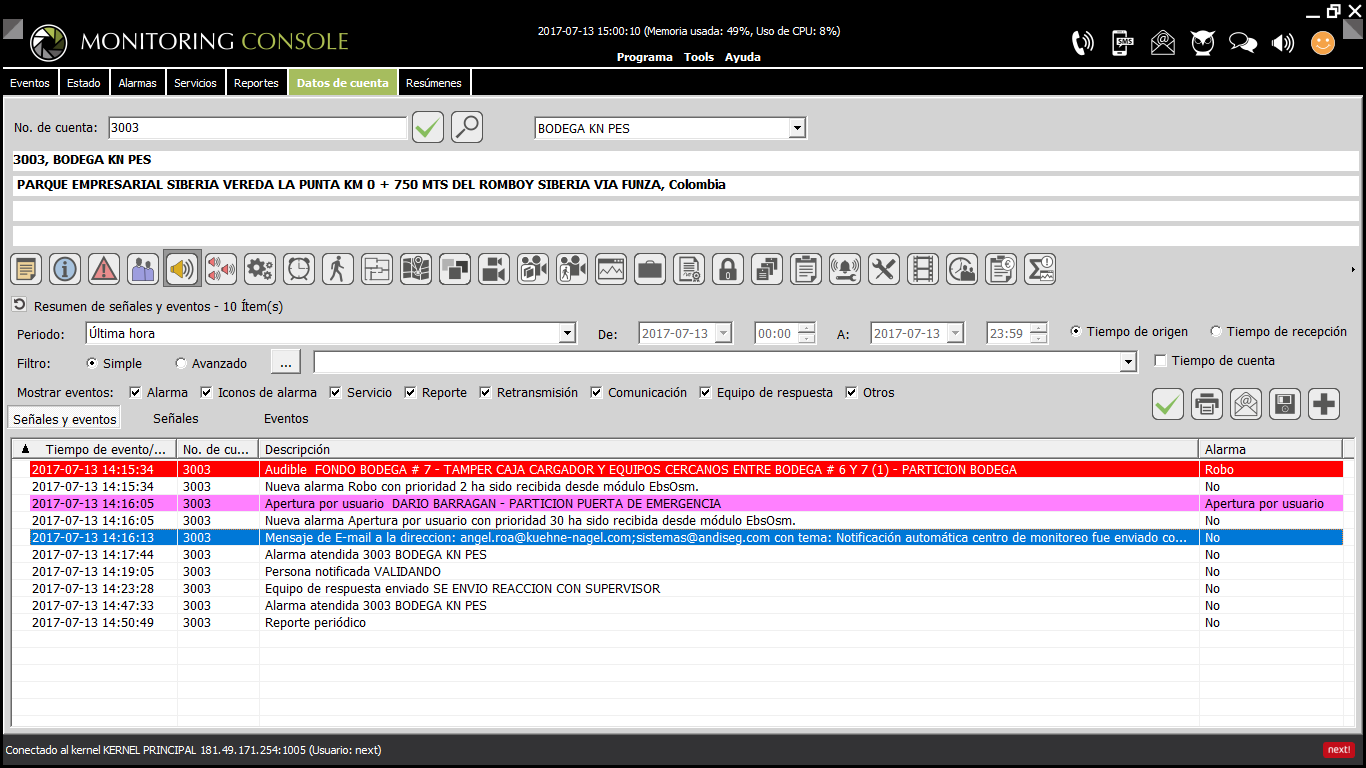 2017-07-13 15:00:10 (Memoria usada: 49%, Uso de CPU: 8%)
MONITORING CONSOLE
SMS
Programa Tools Ayuda
Eventos Estado Alarmas Servicios Reportes Datos de cuenta Resúmenes
No. de cuenta: 3003 BODEGA KN PES
3003, BODEGA KN PES
PARQUE EMPRESARIAL SIBERIA VEREDA LA PUNTA KM 0 + 750 MTS DEL ROMBOY SIBERIA VIA FUNZA, Colombia
Resumen de señales y eventos - 10 Ítem(s)
Periodo: Última hora De: 2017-07-13 00:00 A: 2017-07-13 23:59 Tiempo de origen Tiempo de recepción
Filtro: Simple Avanzado ... Tiempo de cuenta
Mostrar eventos: Alarma Iconos de alarma Servicio Reporte Retransmisión Comunicación Equipo de respuesta Otros
Señales y eventos Señales Eventos
Tiempo de evento/... No. de cu... Descripción Alarma
2017-07-13 14:15:34 3003 Audible FONDO BODEGA # 7 - TAMPER CAJA CARGADOR Y EQUIPOS CERCANOS ENTRE BODEGA # 6 Y 7 (1) - PARTICION BODEGA Robo
2017-07-13 14:15:34 3003 Nueva alarma Robo con prioridad 2 ha sido recibida desde módulo EbsOsm. No
2017-07-13 14:16:05 3003 Apertura por usuario DARIO BARRAGAN - PARTICION PUERTA DE EMERGENCIA Apertura por usuario
2017-07-13 14:16:05 3003 Nueva alarma Apertura por usuario con prioridad 30 ha sido recibida desde módulo EbsOsm. No
2017-07-13 14:16:13 3003 Mensaje de E-mail a la direccion: angel.roa@kuehne-nagel.com;sistemas@andiseg.com con tema: Notificación automática centro de monitoreo fue enviado co... No
2017-07-13 14:17:44 3003 Alarma atendida 3003 BODEGA KN PES No
2017-07-13 14:19:05 3003 Persona notificada VALIDANDO No
2017-07-13 14:23:28 3003 Equipo de respuesta enviado SE ENVIO REACCION CON SUPERVISOR No
2017-07-13 14:47:33 3003 Alarma atendida 3003 BODEGA KN PES No
2017-07-13 14:50:49 3003 Reporte periódico No
Conectado al kernel KERNEL PRINCIPAL 181.49.171.254:1005 (Usuario: next) next!